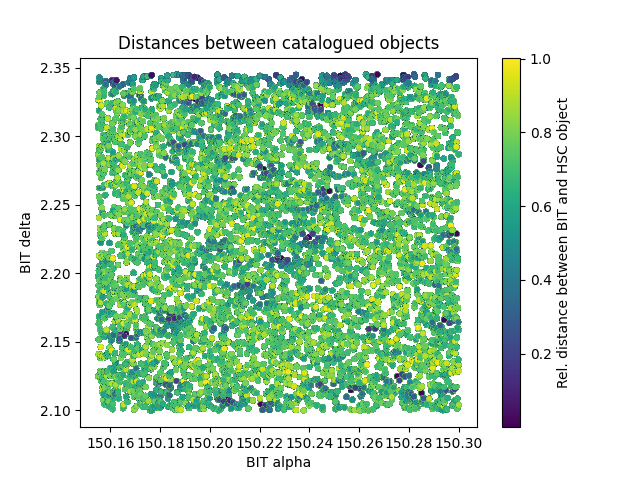 Distances between catalogued objects
2.35
2.30
2.25
2.20
2.15
2.10
BIT delta
150.16 150.18 150.20 150.22 150.24 150.26 150.28 150.30
BIT alpha
1.0
0.8
0.6
0.4
0.2
Rel. distance between BIT and HSC object